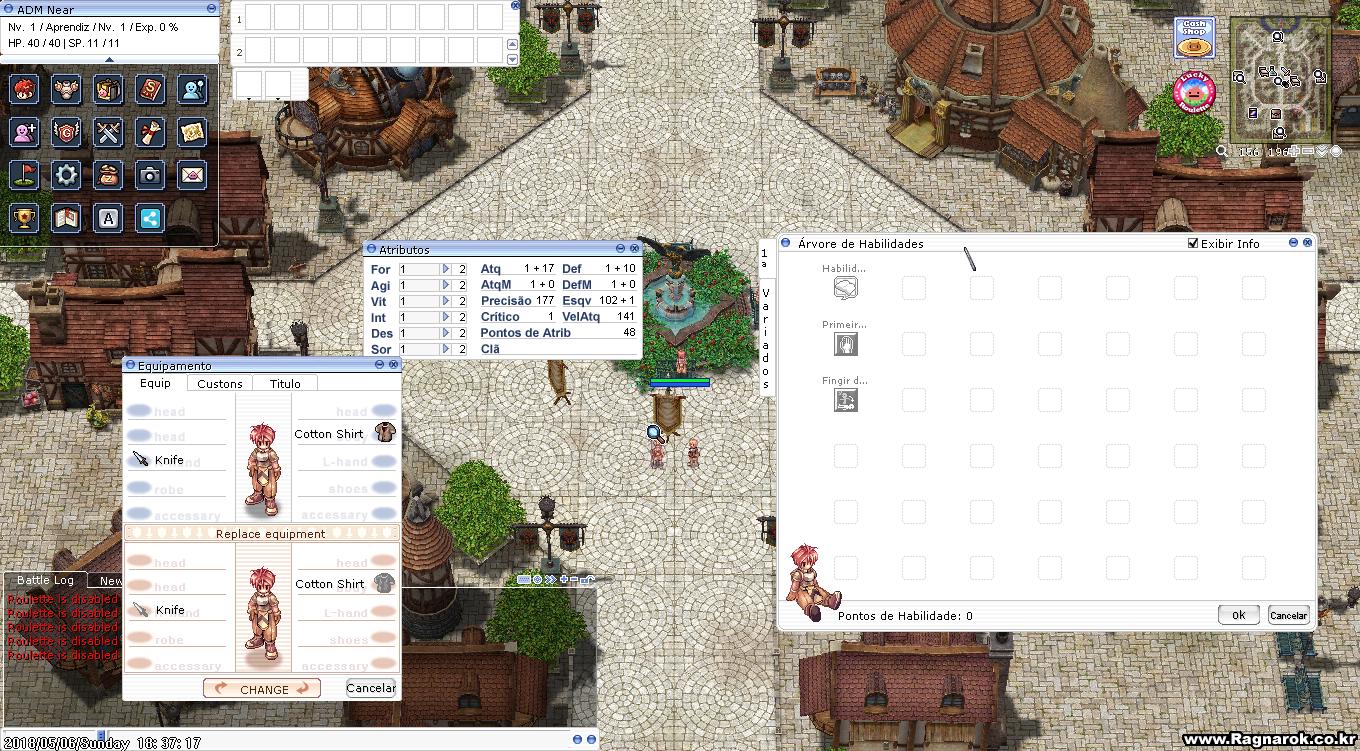 ADM Near
Nv. 1 / Aprendiz / Nv. 1 / Exp. 0 %
HP. 40 / 40 | SP. 11 / 11
1
2
Cash Shop
Lucky Roulette
156 196
Atributos
For 1 2 Atq 1 + 17 Def 1 + 10
Agi 1 2 AtqM 1 + 0 DefM 1 + 0
Vit 1 2 Precisão 177 Esqv 102 + 1
Int 1 2 Crítico 1 VelAtq 141
Des 1 2 Pontos de Atrib 48
Sor 1 2 Clã
1ª
Variados
Árvore de Habilidades Exibir Info
Habilid...
Primeir...
Fingir d...
Pontos de Habilidade: 0 ok Cancelar
Equipamento
Equip Custons Titulo
head head
head Cotton Shirt
Knife L-hand
robe shoes
accessary accessary
Replace equipment
head head
head Cotton Shirt
Knife L-hand
robe shoes
accessary accessary
CHANGE Cancelar
Battle Log New
Roulette is disabled
Roulette is disabled
Roulette is disabled
Roulette is disabled
Roulette is disabled
2018/05/06/Sunday 18: 37: 17
www.Ragnarok.co.kr